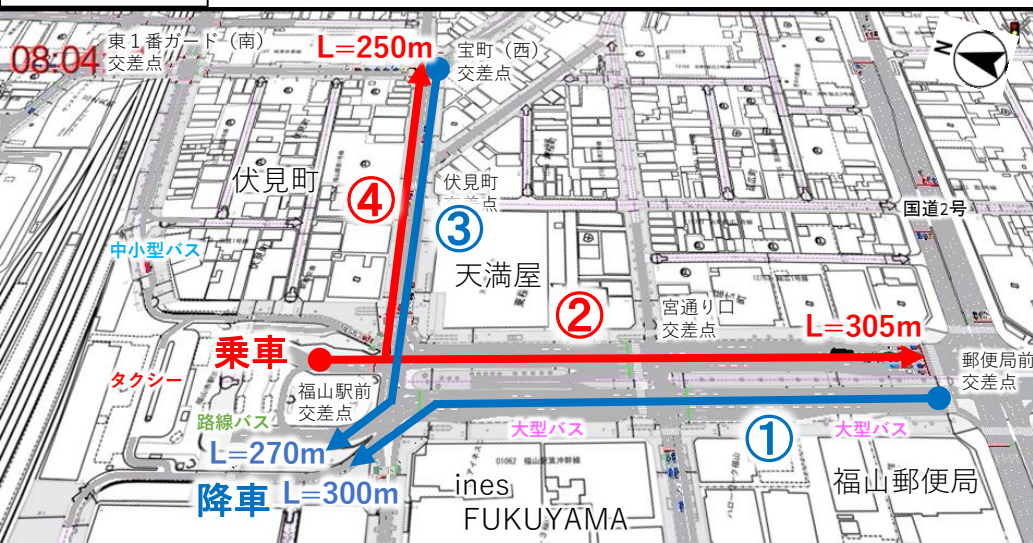 08:04
東1番ガード（南）
交差点
L=250m
宝町（西）
交差点
N
伏見町
④
伏見町
③
国道2号
中小型バス
天満屋
②
宮通り口
交差点
L=305m
乗車
郵便局前
交差点
タクシー
福山駅前
交差点
路線バス
大型バス
①
大型バス
L=270m
降車
L=300m
ines
FUKUYAMA
福山郵便局